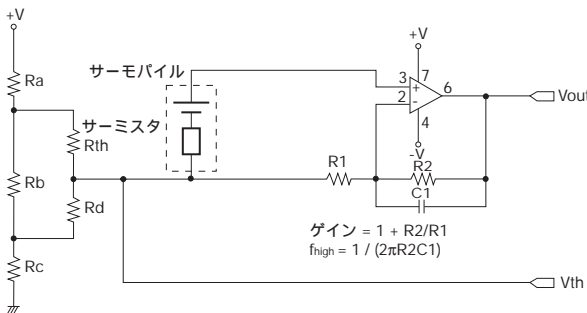 +V
Ra
サーモパイル
サーミスタ
Rth
Rb
Rd
Rc
+V
3
7
+
2
-
6
4
-V
Vout
R1
R2
C1
ゲイン = 1 + R2/R1
fhigh = 1 / (2πR2C1)
Vth